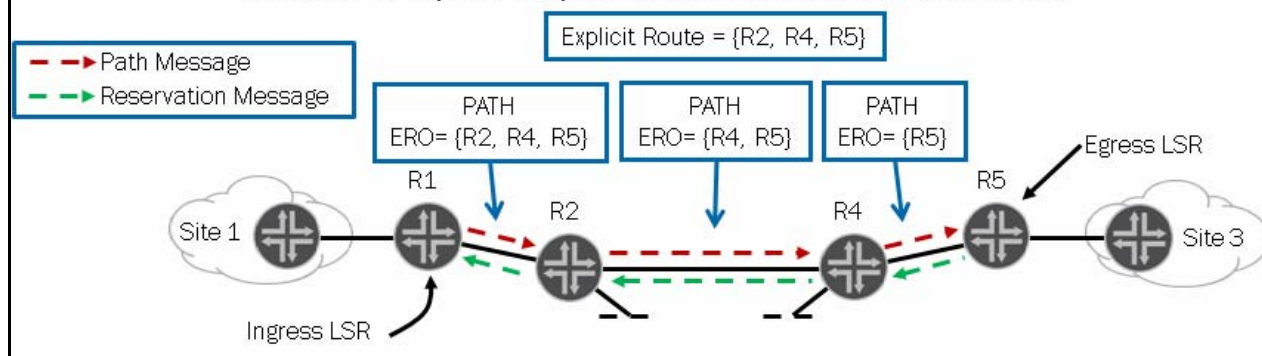 Explicit Route = {R2, R4, R5}
Path Message
Reservation Message
PATH
ERO= {R2, R4, R5}
PATH
ERO= {R4, R5}
PATH
ERO= {R5}
Egress LSR
R1
R2
R4
R5
Site 1
Site 3
Ingress LSR